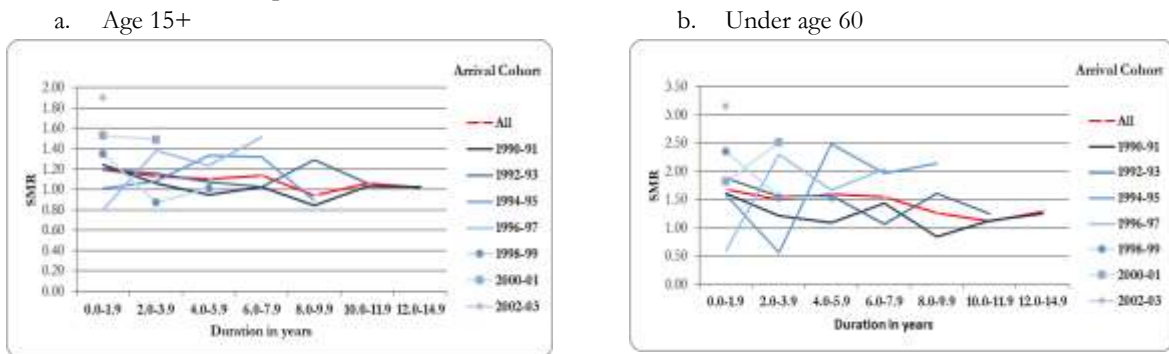 a. Age 15+
Arrival Cohort
2.00
1.80
1.60
1.40
1.20
1.00
0.80
0.60
0.40
0.20
0.00
SMR
0.0-1.9 2.0-3.9 4.0-5.9 6.0-7.9 8.0-9.9 10.0-11.9 12.0-14.9
Duration in years
All
1990-91
1992-93
1994-95
1996-97
1998-99
2000-01
2002-03
b. Under age 60
Arrival Cohort
3.50
3.00
2.50
2.00
1.50
1.00
0.50
0.00
SMR
0.0-1.9 2.0-3.9 4.0-5.9 6.0-7.9 8.0-9.9 10.0-11.9 12.0-14.9
Duration in years
All
1990-91
1992-93
1994-95
1996-97
1998-99
2000-01
2002-03